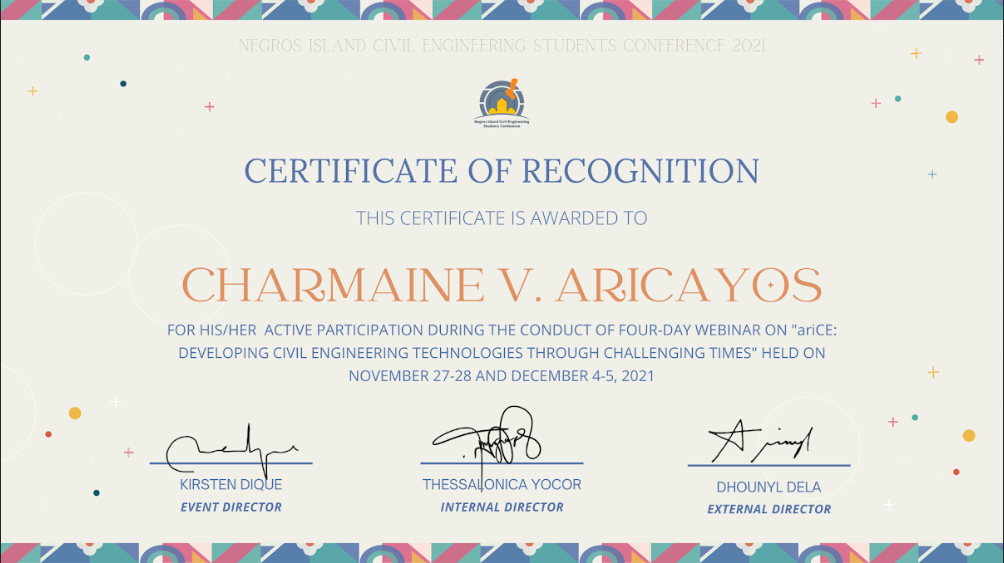 NEGROS ISLAND CIVIL ENGINEERING STUDENTS CONFERENCE 2021
Negros Island Civil Engineering
Students Conference
CERTIFICATE OF RECOGNITION
THIS CERTIFICATE IS AWARDED TO
CHARMAINE V. ARICAYOS
FOR HIS/HER ACTIVE PARTICIPATION DURING THE CONDUCT OF FOUR-DAY WEBINAR ON "ariCE:
DEVELOPING CIVIL ENGINEERING TECHNOLOGIES THROUGH CHALLENGING TIMES" HELD ON
NOVEMBER 27-28 AND DECEMBER 4-5, 2021
KIRSTEN DIQUE THESSALONICA YOCOR DHOUNYL DELA
EVENT DIRECTOR INTERNAL DIRECTOR EXTERNAL DIRECTOR